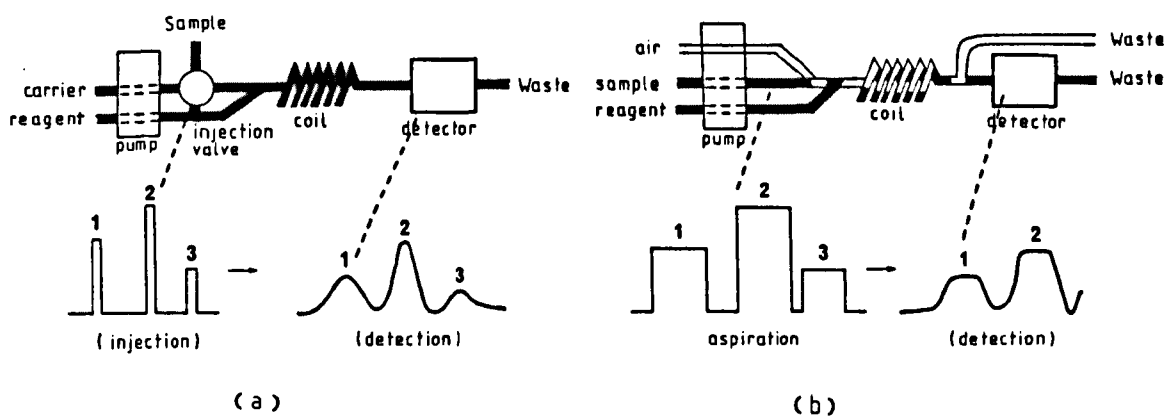 Sample
carrier
reagent
pump
injection
valve
coil
detector
Waste
1
2
3
(injection)
1
2
3
(detection)
(a)
air
sample
reagent
pump
coil
detector
Waste
Waste
1
2
3
aspiration
1
2
(detection)
(b)